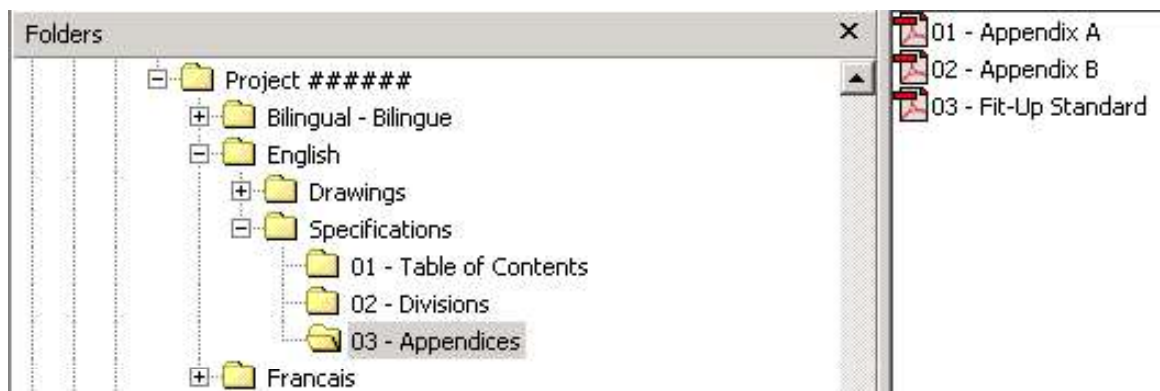 Folders
Project ######
Bilingual - Bilingue
English
Drawings
Specifications
01 - Table of Contents
02 - Divisions
03 - Appendices
Francais
01 - Appendix A
02 - Appendix B
03 - Fit-Up Standard